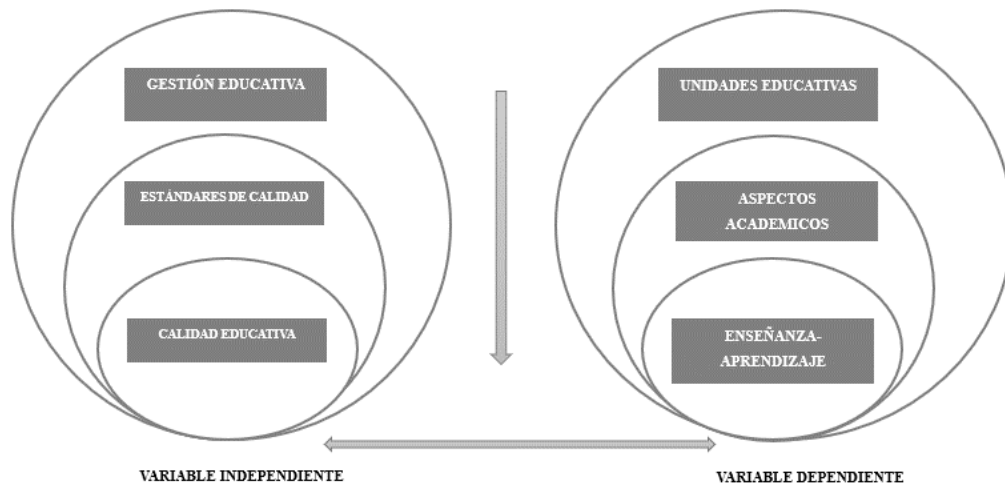 GESTIÓN EDUCATIVA
ESTÁNDARES DE CALIDAD
CALIDAD EDUCATIVA
VARIABLE INDEPENDIENTE
UNIDADES EDUCATIVAS
ASPECTOS
ACADEMICOS
ENSEÑANZA-
APRENDIZAJE
VARIABLE DEPENDIENTE